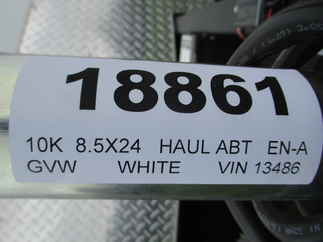 18861
10K 8.5X24 HAUL ABT EN-A
GVW WHITE VIN 13486